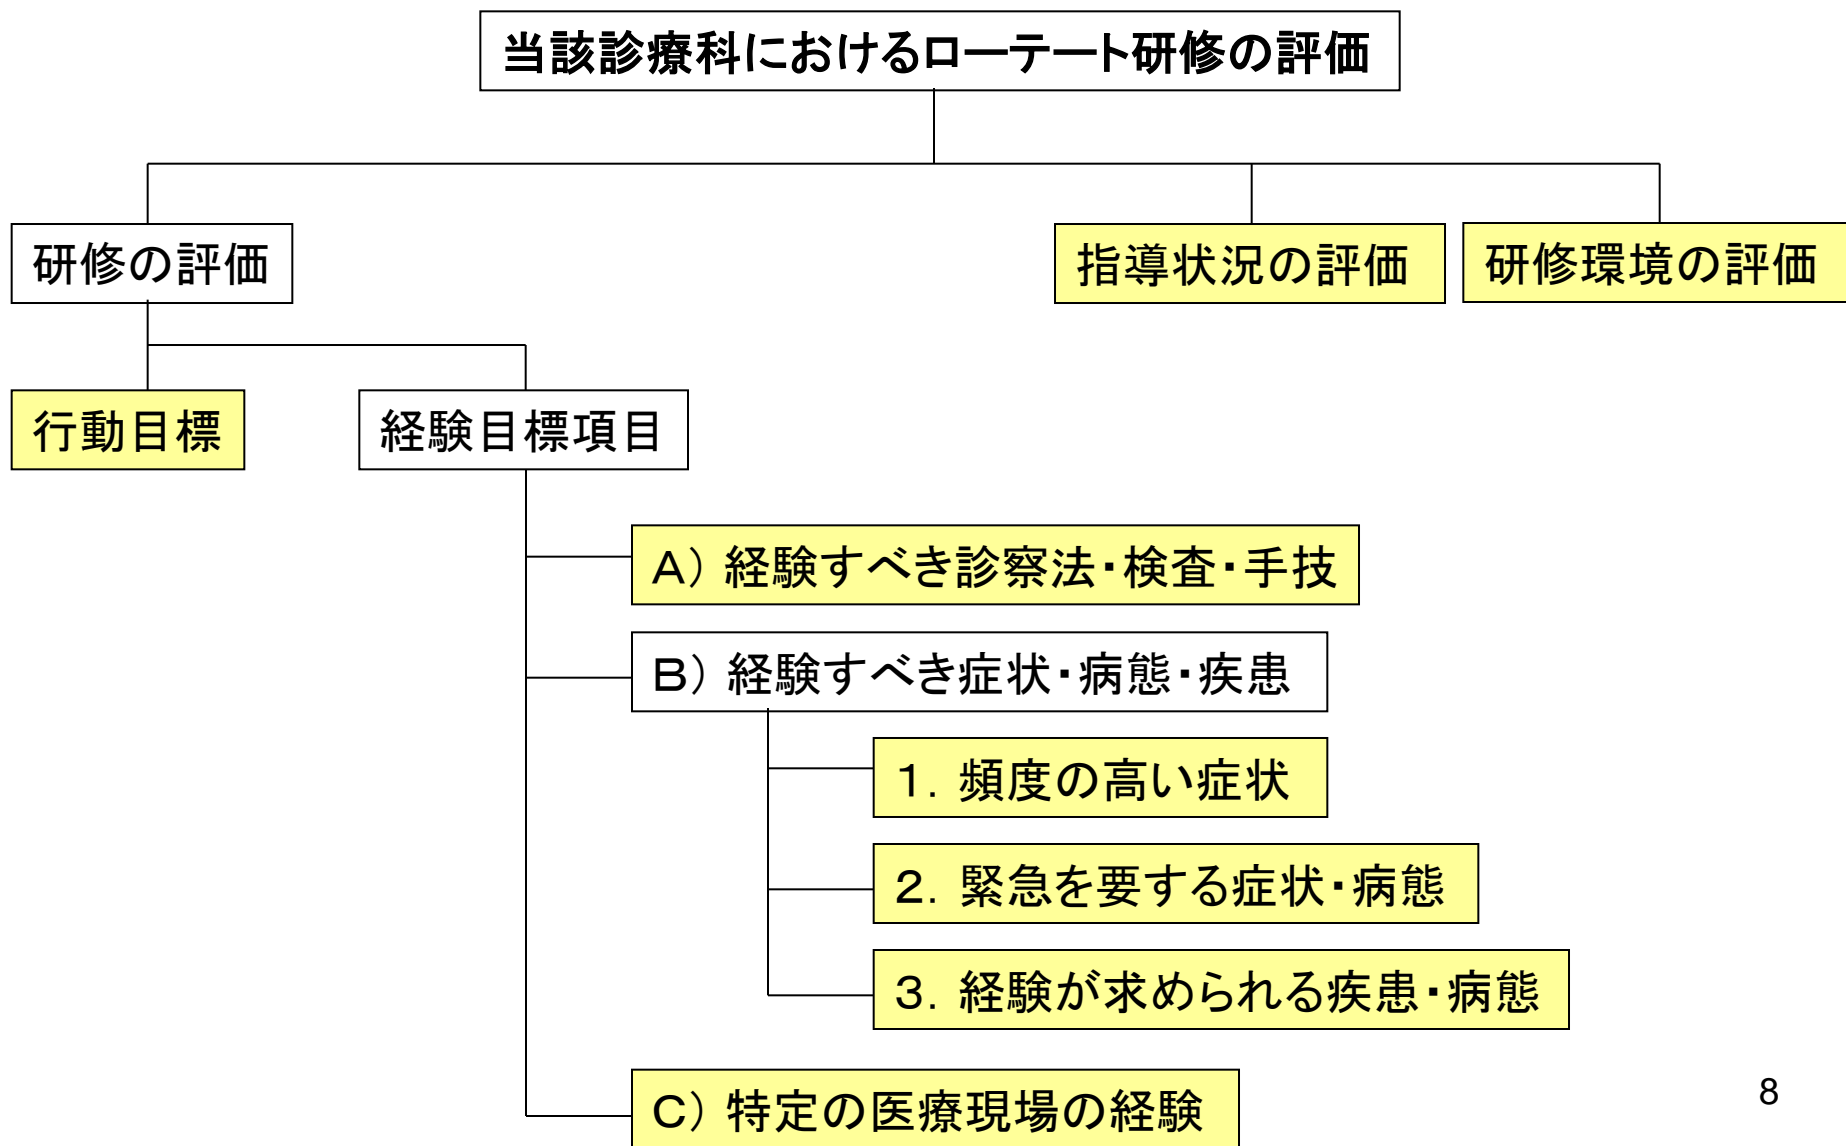 当該診療科におけるローテート研修の評価
研修の評価
指導状況の評価
研修環境の評価
行動目標
経験目標項目
A） 経験すべき診察法・検査・手技
B） 経験すべき症状・病態・疾患
1． 頻度の高い症状
2． 緊急を要する症状・病態
3． 経験が求められる疾患・病態
C） 特定の医療現場の経験
8